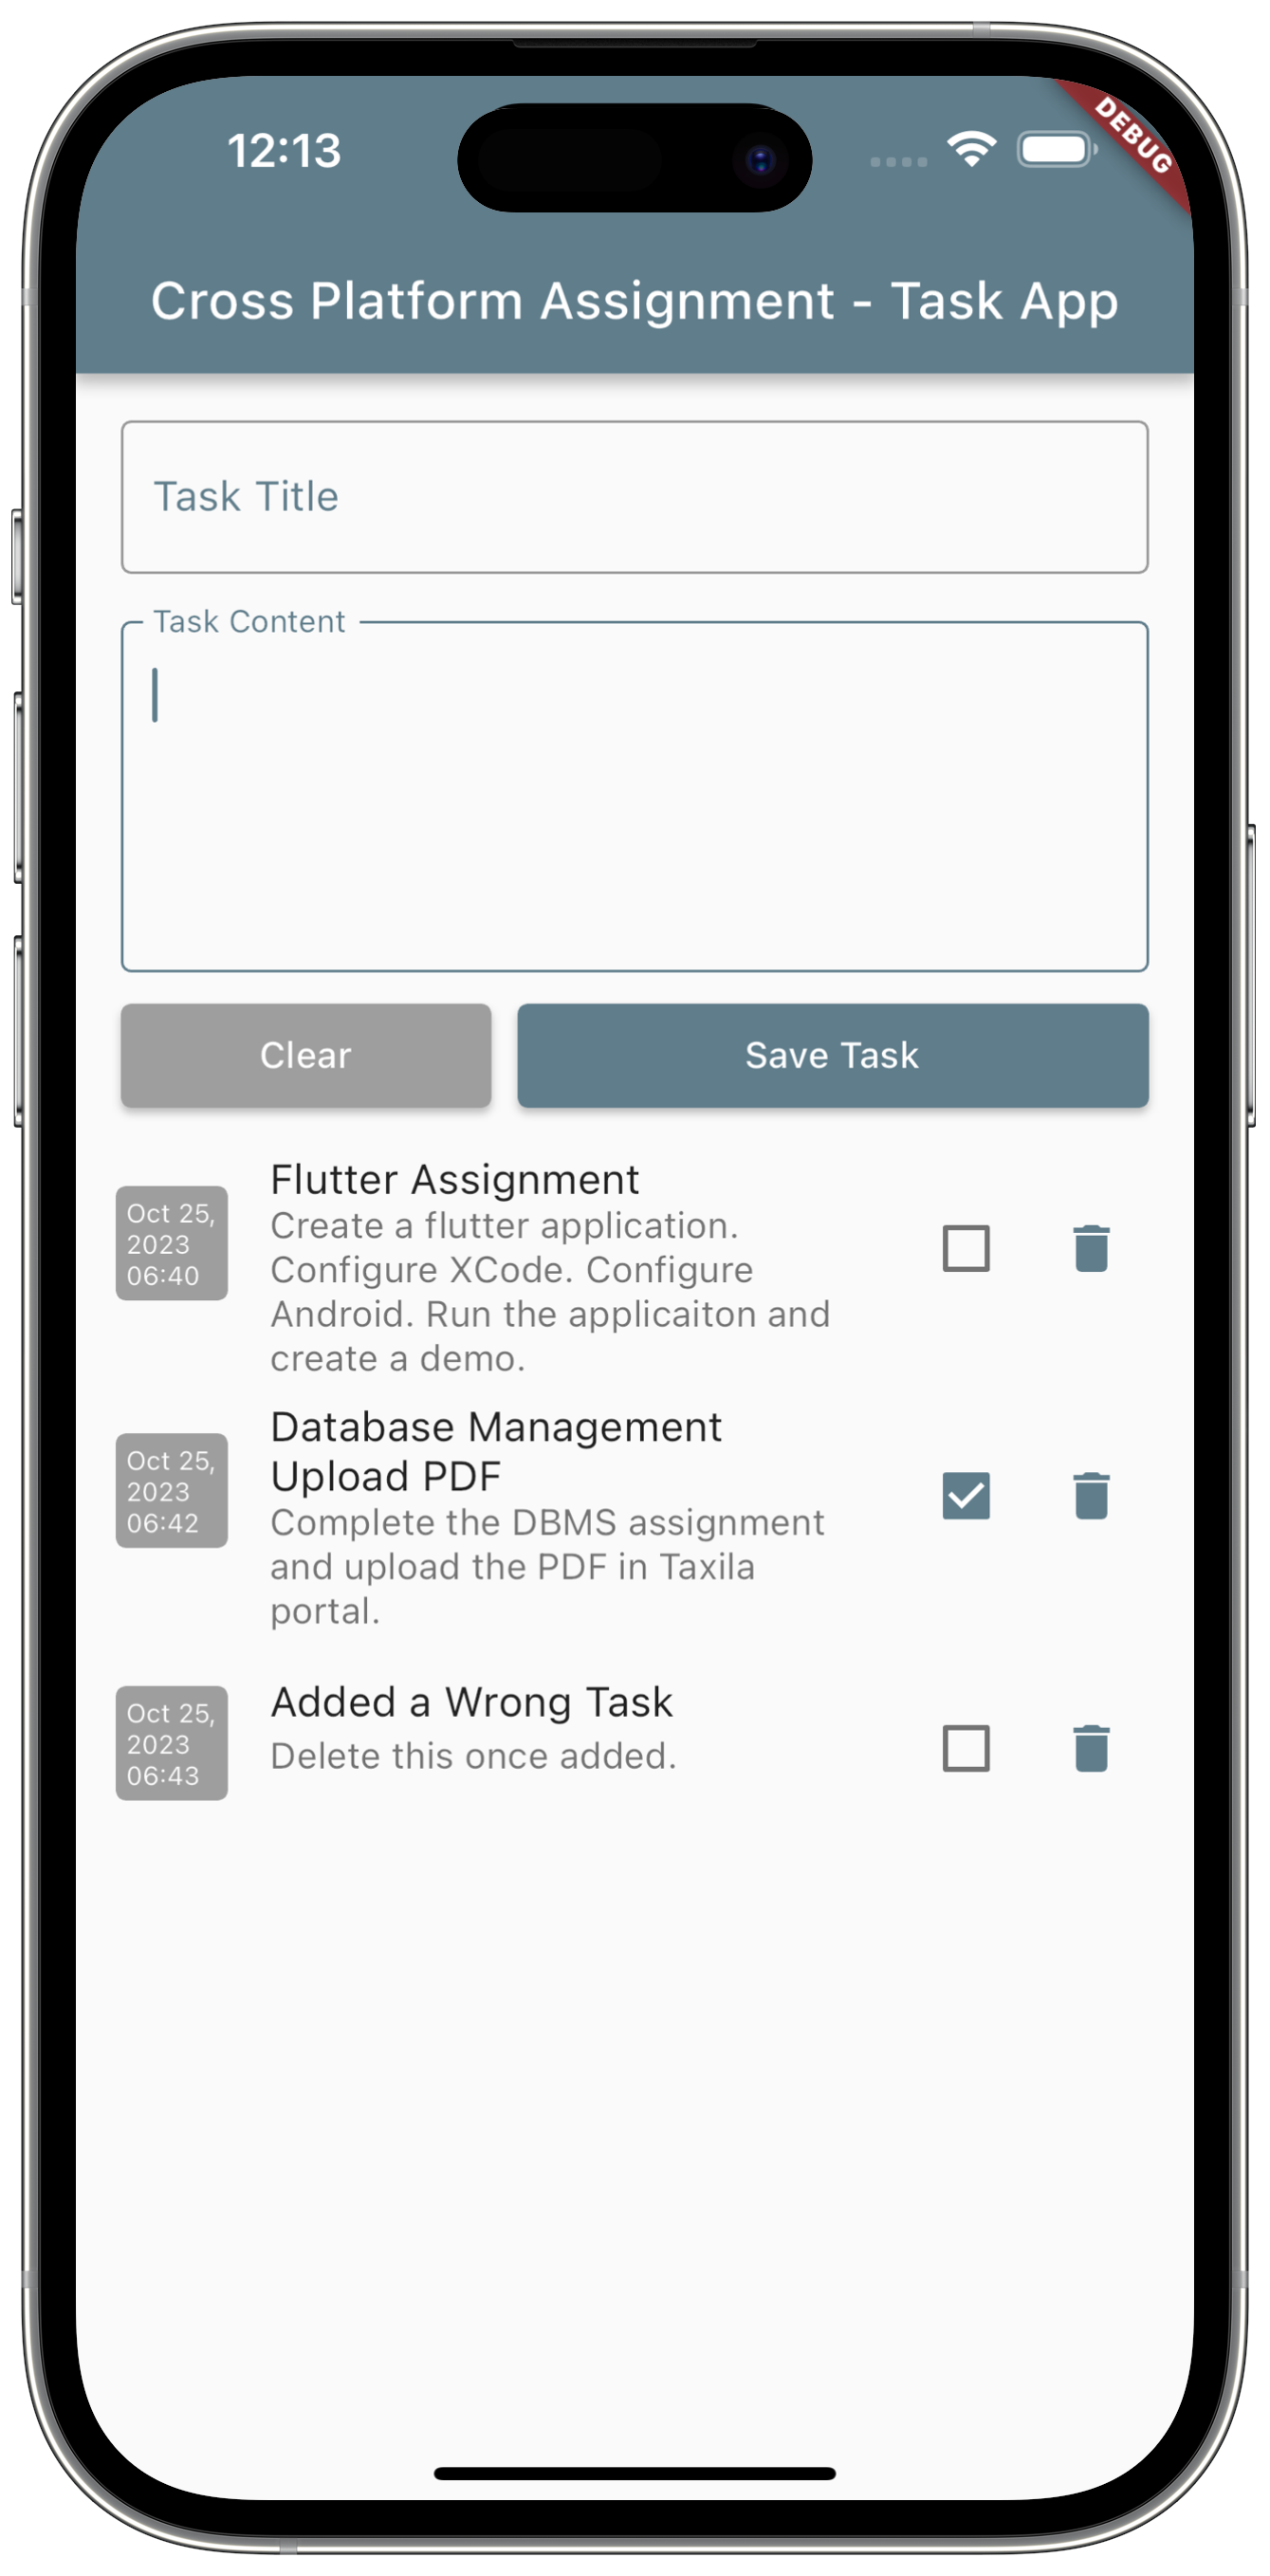 12:13
DEBUG
Cross Platform Assignment - Task App
Task Title
Task Content
Clear
Save Task
Oct 25,
2023
06:40
Flutter Assignment
Create a flutter application.
Configure XCode. Configure
Android. Run the applicaiton and
create a demo.
Oct 25,
2023
06:42
Database Management
Upload PDF
Complete the DBMS assignment
and upload the PDF in Taxila
portal.
Oct 25,
2023
06:43
Added a Wrong Task
Delete this once added.